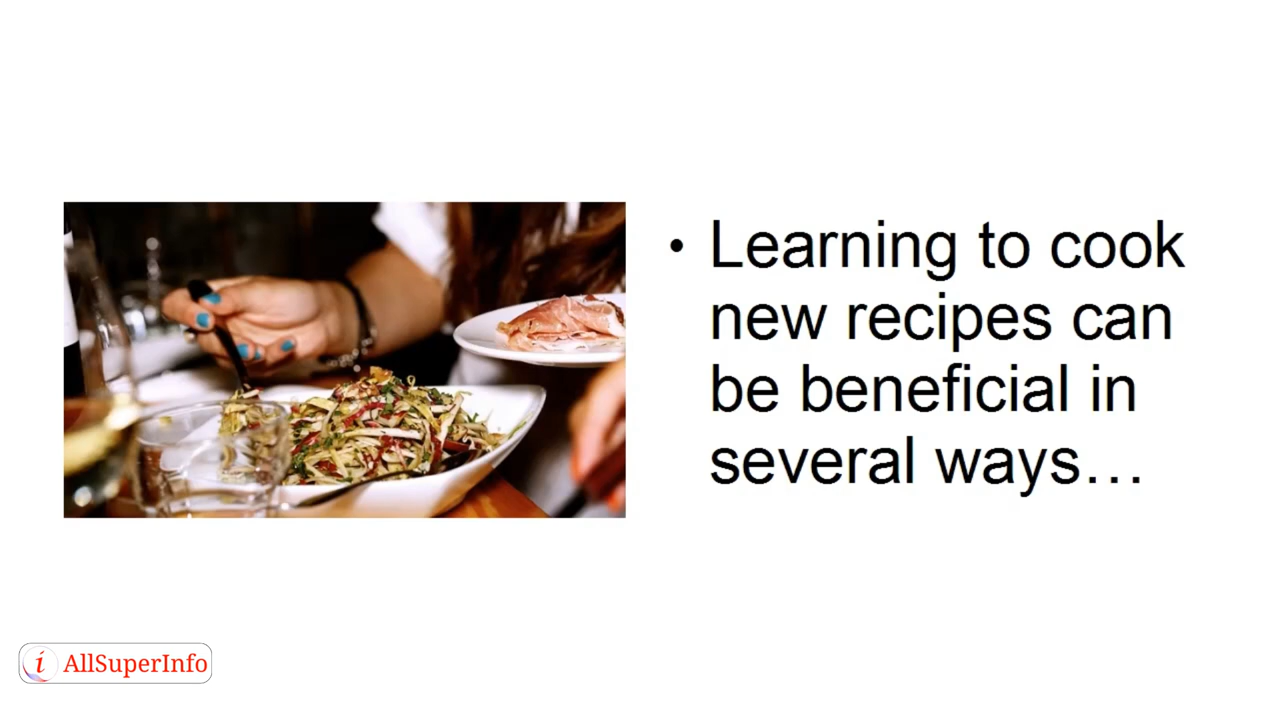 • Learning to cook
new recipes can
be beneficial in
several ways…
i AllSuperInfo